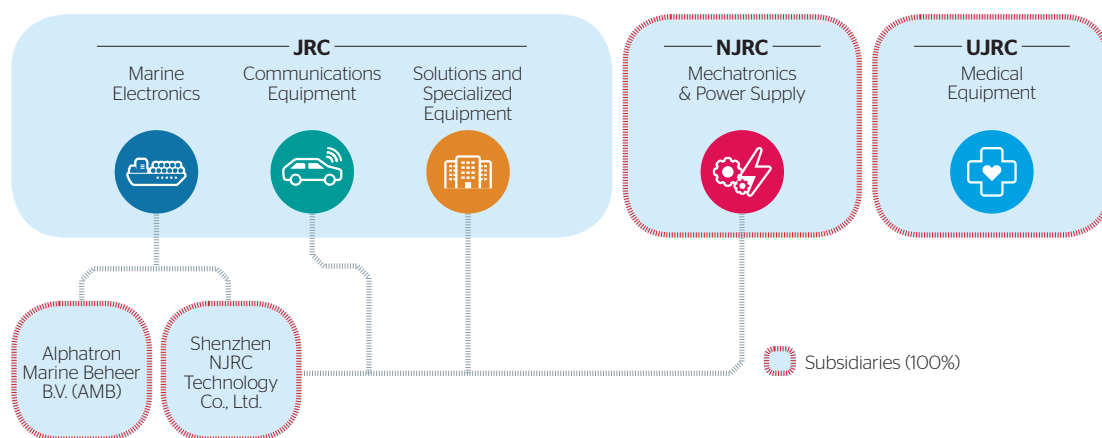 JRC
Marine
Electronics
Communications
Equipment
Solutions and
Specialized
Equipment
NJRC
Mechatronics
& Power Supply
UJRC
Medical
Equipment
Alphatron
Marine Beheer
B.V. (AMB)
Shenzhen
NJRC
Technology
Co., Ltd.
Subsidiaries (100%)